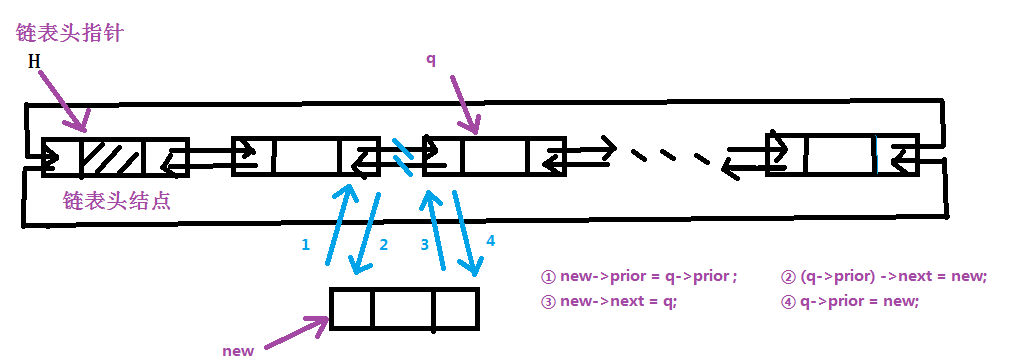 链表头指针
H
q
链表头结点
1 2 3 4
① new->prior = q->prior ; ② (q->prior) ->next = new;
③ new->next = q; ④ q->prior = new;
new